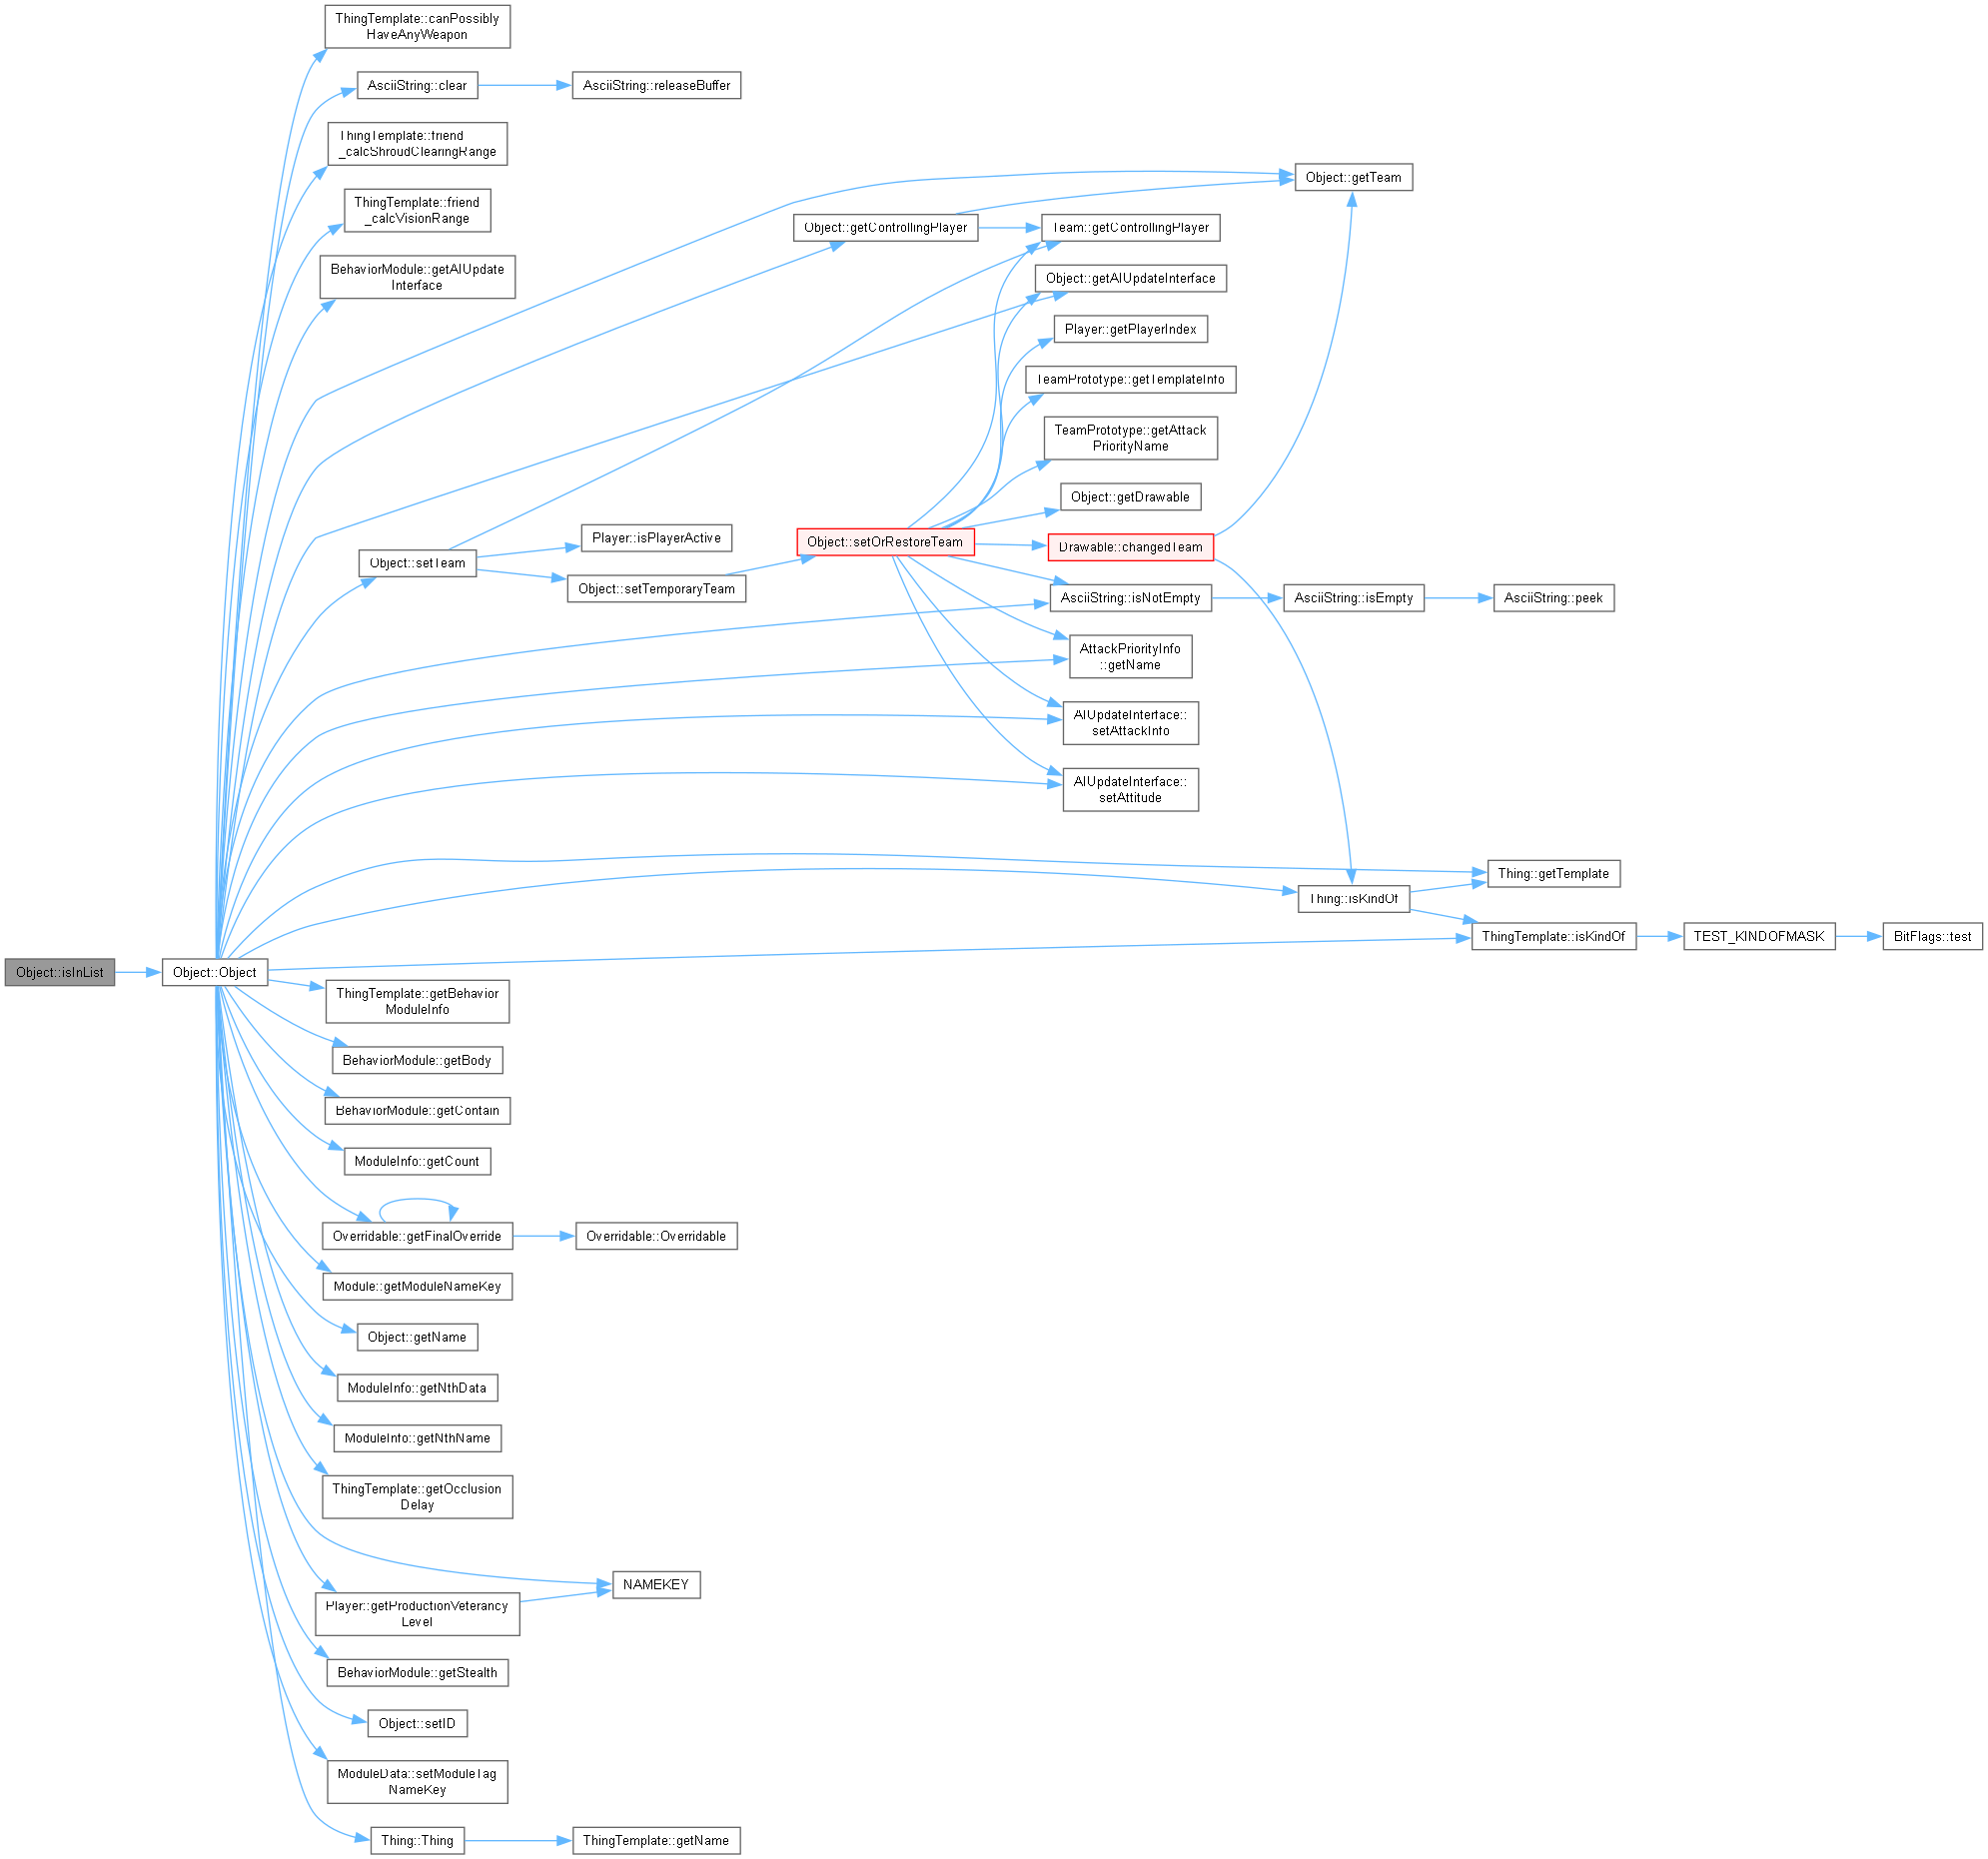 ThingTemplate::canPossibly
HaveAnyWeapon
AsciiString::clear
AsciiString::releaseBuffer
ThingTemplate::friend
_calcShroudClearingRange
ThingTemplate::friend
_calcVisionRange
BehaviorModule::getAIUpdate
Interface
Object::getTeam
Object::getControllingPlayer
Team::getControllingPlayer
Object::getAIUpdateInterface
Player::getPlayerIndex
TeamPrototype::getTemplateInfo
TeamPrototype::getAttack
PriorityName
Object::getDrawable
Object::setTeam
Player::isPlayerActive
Object::setTemporaryTeam
Object::setOrRestoreTeam
Drawable::changedTeam
AsciiString::isNotEmpty
AsciiString::isEmpty
AsciiString::peek
AttackPriorityInfo
::getName
AIUpdateInterface::
setAttackInfo
AIUpdateInterface::
setAttitude
Thing::getTemplate
Thing::isKindOf
ThingTemplate::isKindOf
TEST_KINDOFMASK
BitFlags::test
Object::isInList
Object::Object
ThingTemplate::getBehavior
ModuleInfo
BehaviorModule::getBody
BehaviorModule::getContain
ModuleInfo::getCount
Overridable::getFinalOverride
Overridable::Overridable
Module::getModuleNameKey
Object::getName
ModuleInfo::getNthData
ModuleInfo::getNthName
ThingTemplate::getOcclusion
Delay
NAMEKEY
Player::getProductionVeterancy
Level
BehaviorModule::getStealth
Object::setID
ModuleData::setModuleTag
NameKey
Thing::Thing
ThingTemplate::getName